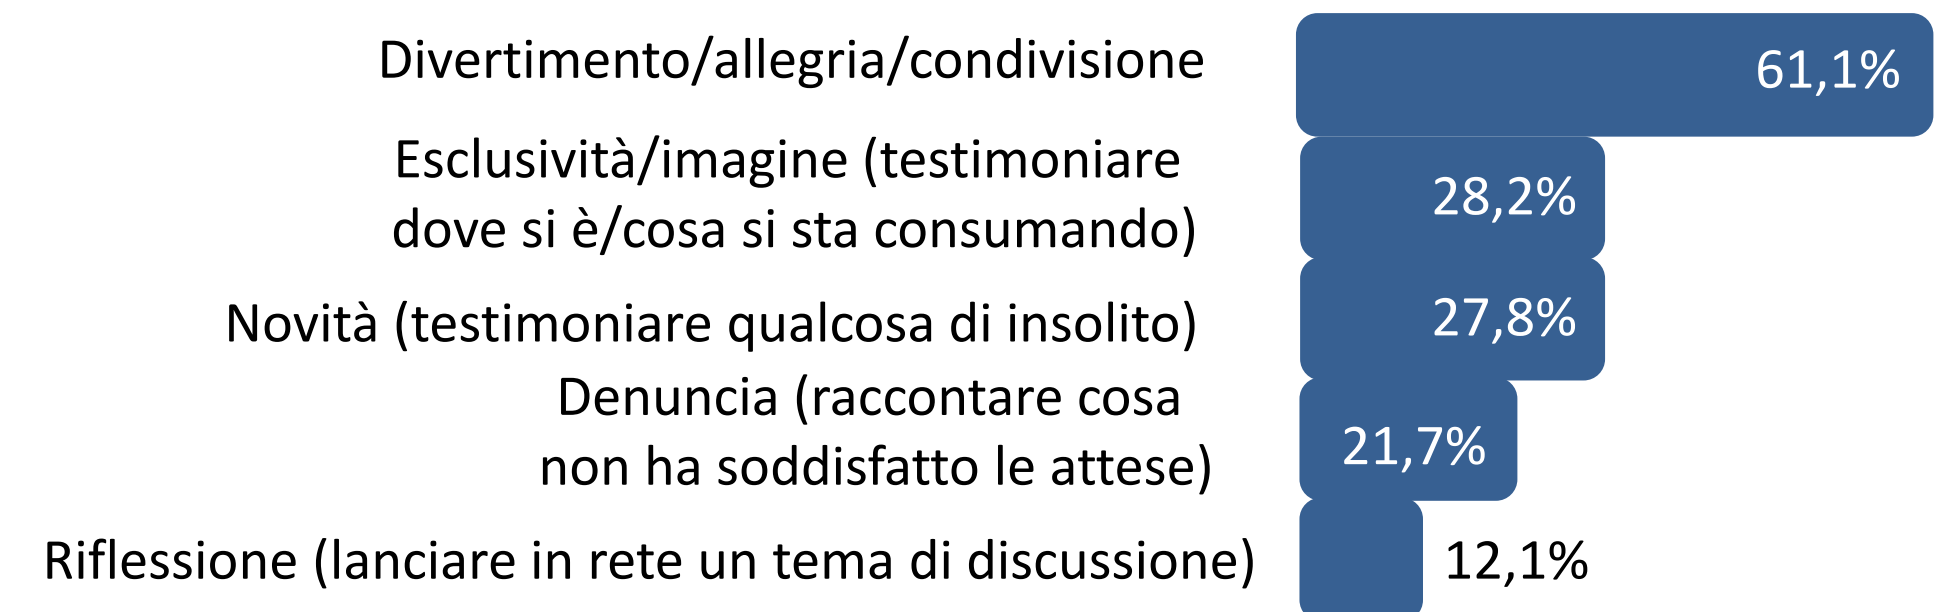 Divertimento/allegria/condivisione 61,1%
Esclusività/imagine (testimoniare
dove si è/cosa si sta consumando) 28,2%
Novità (testimoniare qualcosa di insolito) 27,8%
Denuncia (raccontare cosa
non ha soddisfatto le attese) 21,7%
Riflessione (lanciare in rete un tema di discussione) 12,1%